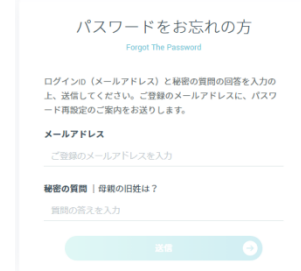 パスワードをお忘れの方
Forgot The Password
ログインID（メールアドレス）と秘密の質問の回答を入力の
上、送信してください。ご登録のメールアドレスに、パスワ
ード再設定のご案内をお送りします。
メールアドレス
ご登録のメールアドレスを入力
秘密の質問 ｜母親の旧姓は？
質問の答えを入力
送信